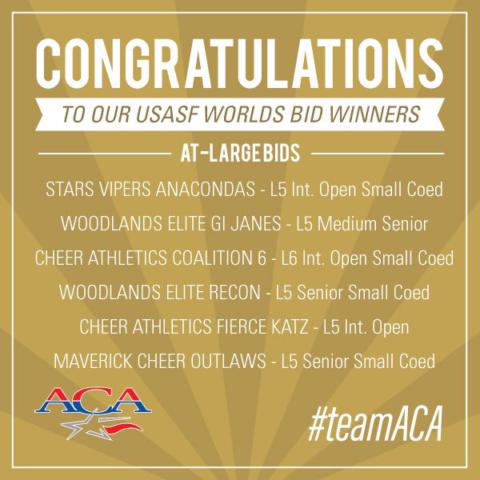 CONGRATULATIONS
TO OUR USASF WORLDS BID WINNERS
AT-LARGE BIDS
STARS VIPERS ANACONDAS - L5 Int. Open Small Coed
WOODLANDS ELITE GI JANES - L5 Medium Senior
CHEER ATHLETICS COALITION 6 - L6 Int. Open Small Coed
WOODLANDS ELITE RECON - L5 Senior Small Coed
CHEER ATHLETICS FIERCE KATZ - L5 Int. Open
MAVERICK CHEER OUTLAWS - L5 Senior Small Coed
ACA
#teamACA